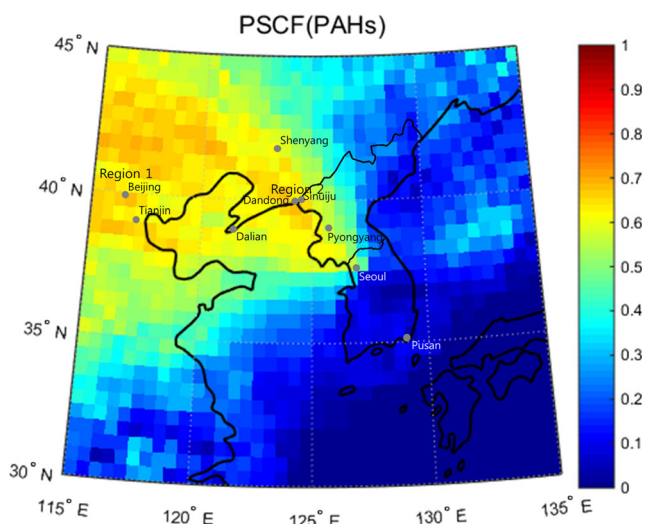 PSCF(PAHs)
45° N
40° N
35° N
30° N
115° E
120° E
125° E
130° E
135° E
Shenyang
Region 1
Beijing
Tianjin
Region
Dandong
Sinuiju
Dalian
Pyongyang
Seoul
Pusan
1
0.9
0.8
0.7
0.6
0.5
0.4
0.3
0.2
0.1
0